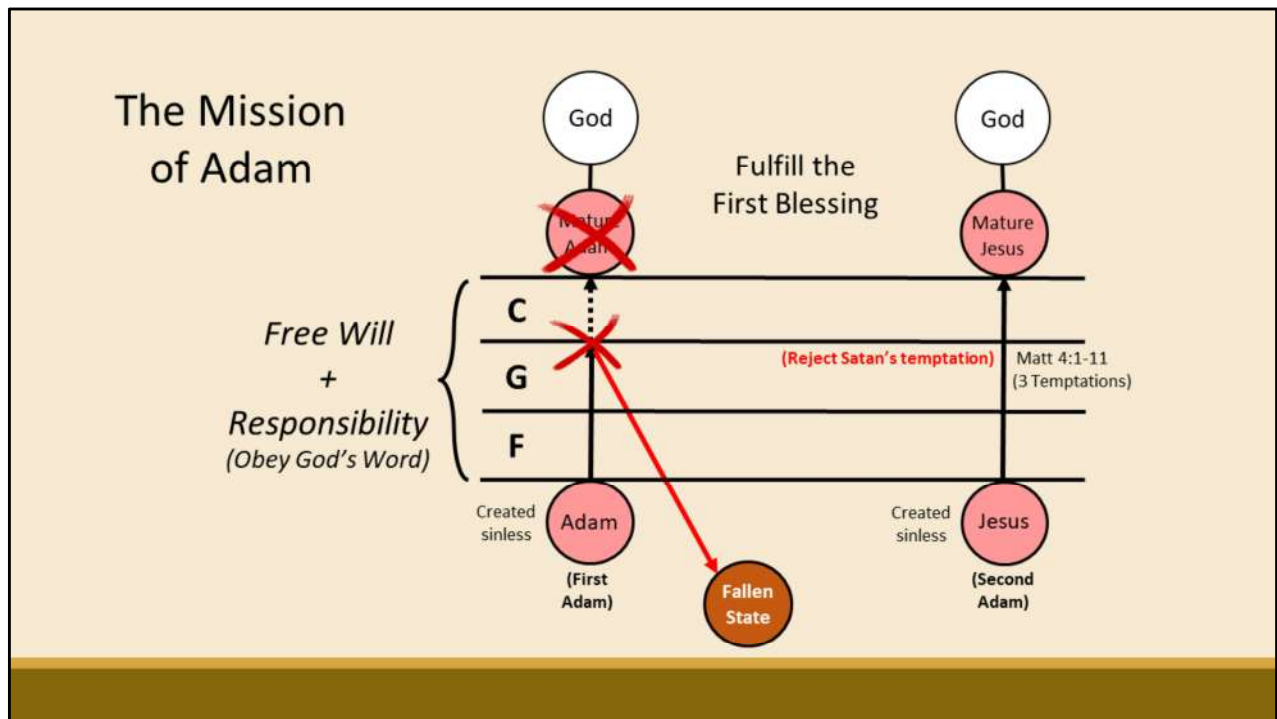 The Mission
of Adam
God
God
Fulfill the
First Blessing
Mature
Adam
Mature
Jesus
C
G
F
Free Will
+
Responsibility
(Obey God's Word)
(Reject Satan's temptation)
Matt 4:1-11
(3 Temptations)
Created
sinless
Adam
(First
Adam)
Fallen
State
Created
sinless
Jesus
(Second
Adam)